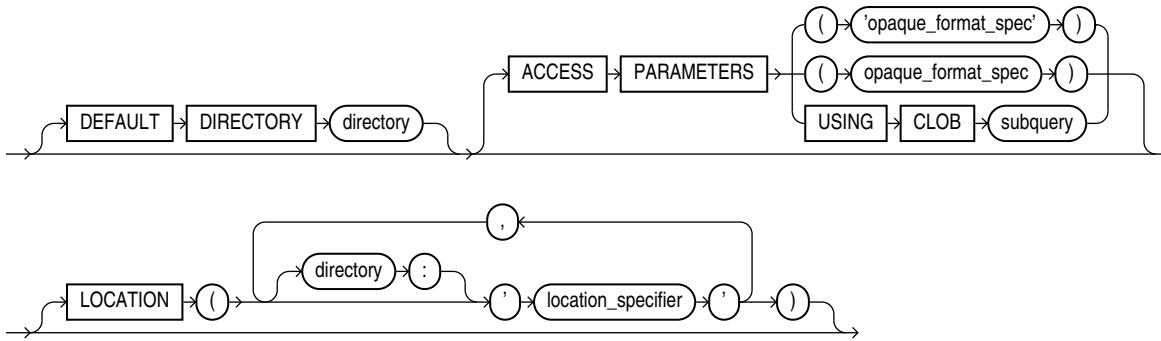 ( 'opaque_format_spec' )
ACCESS PARAMETERS ( opaque_format_spec )
DEFAULT DIRECTORY directory USING CLOB subquery
,
directory :
LOCATION ( ' location_specifier ' )